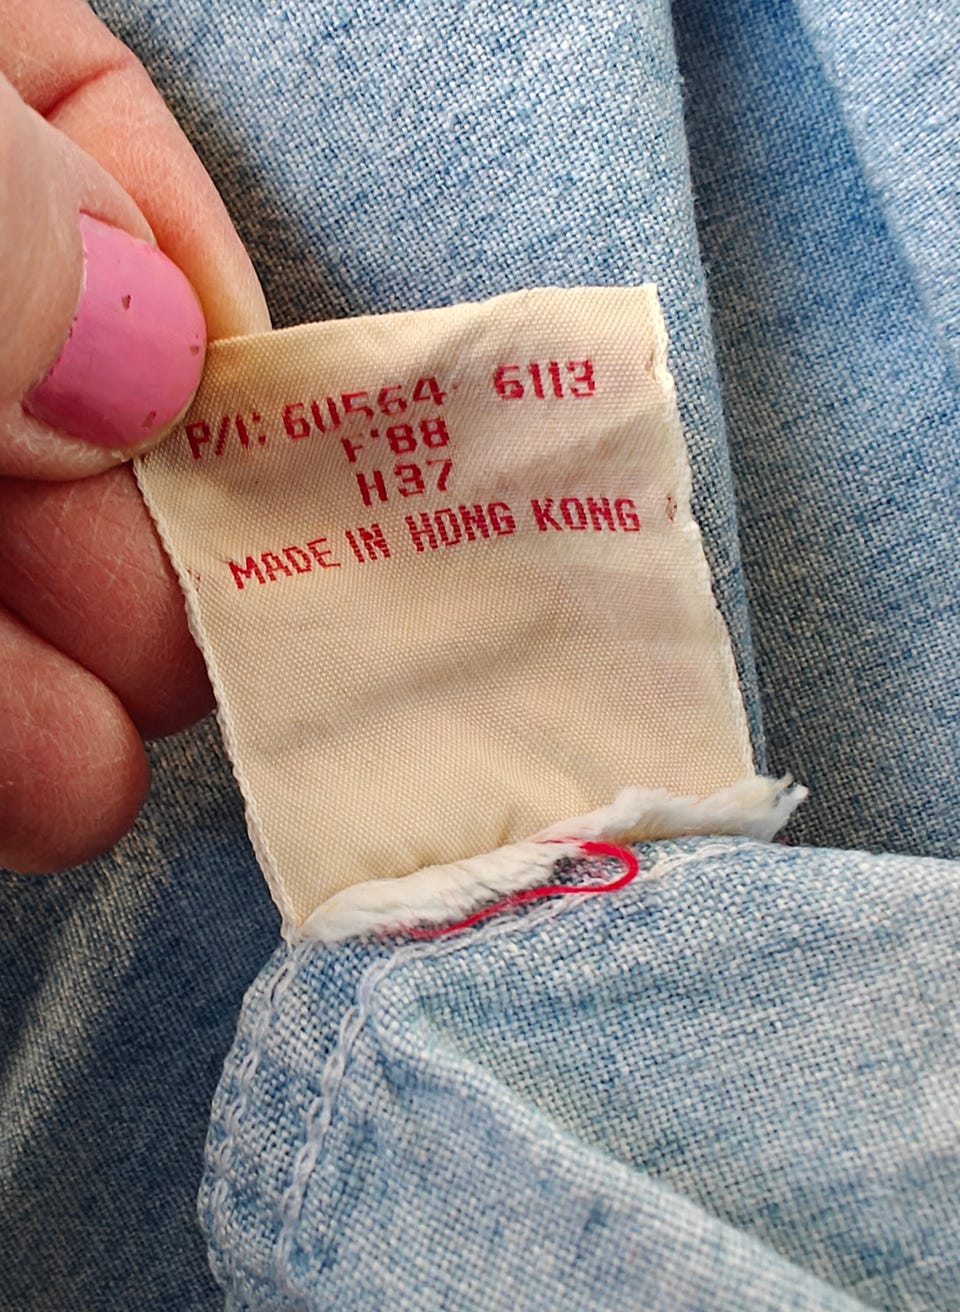 P/I: 60564 6113
F'88
H37
MADE IN HONG KONG